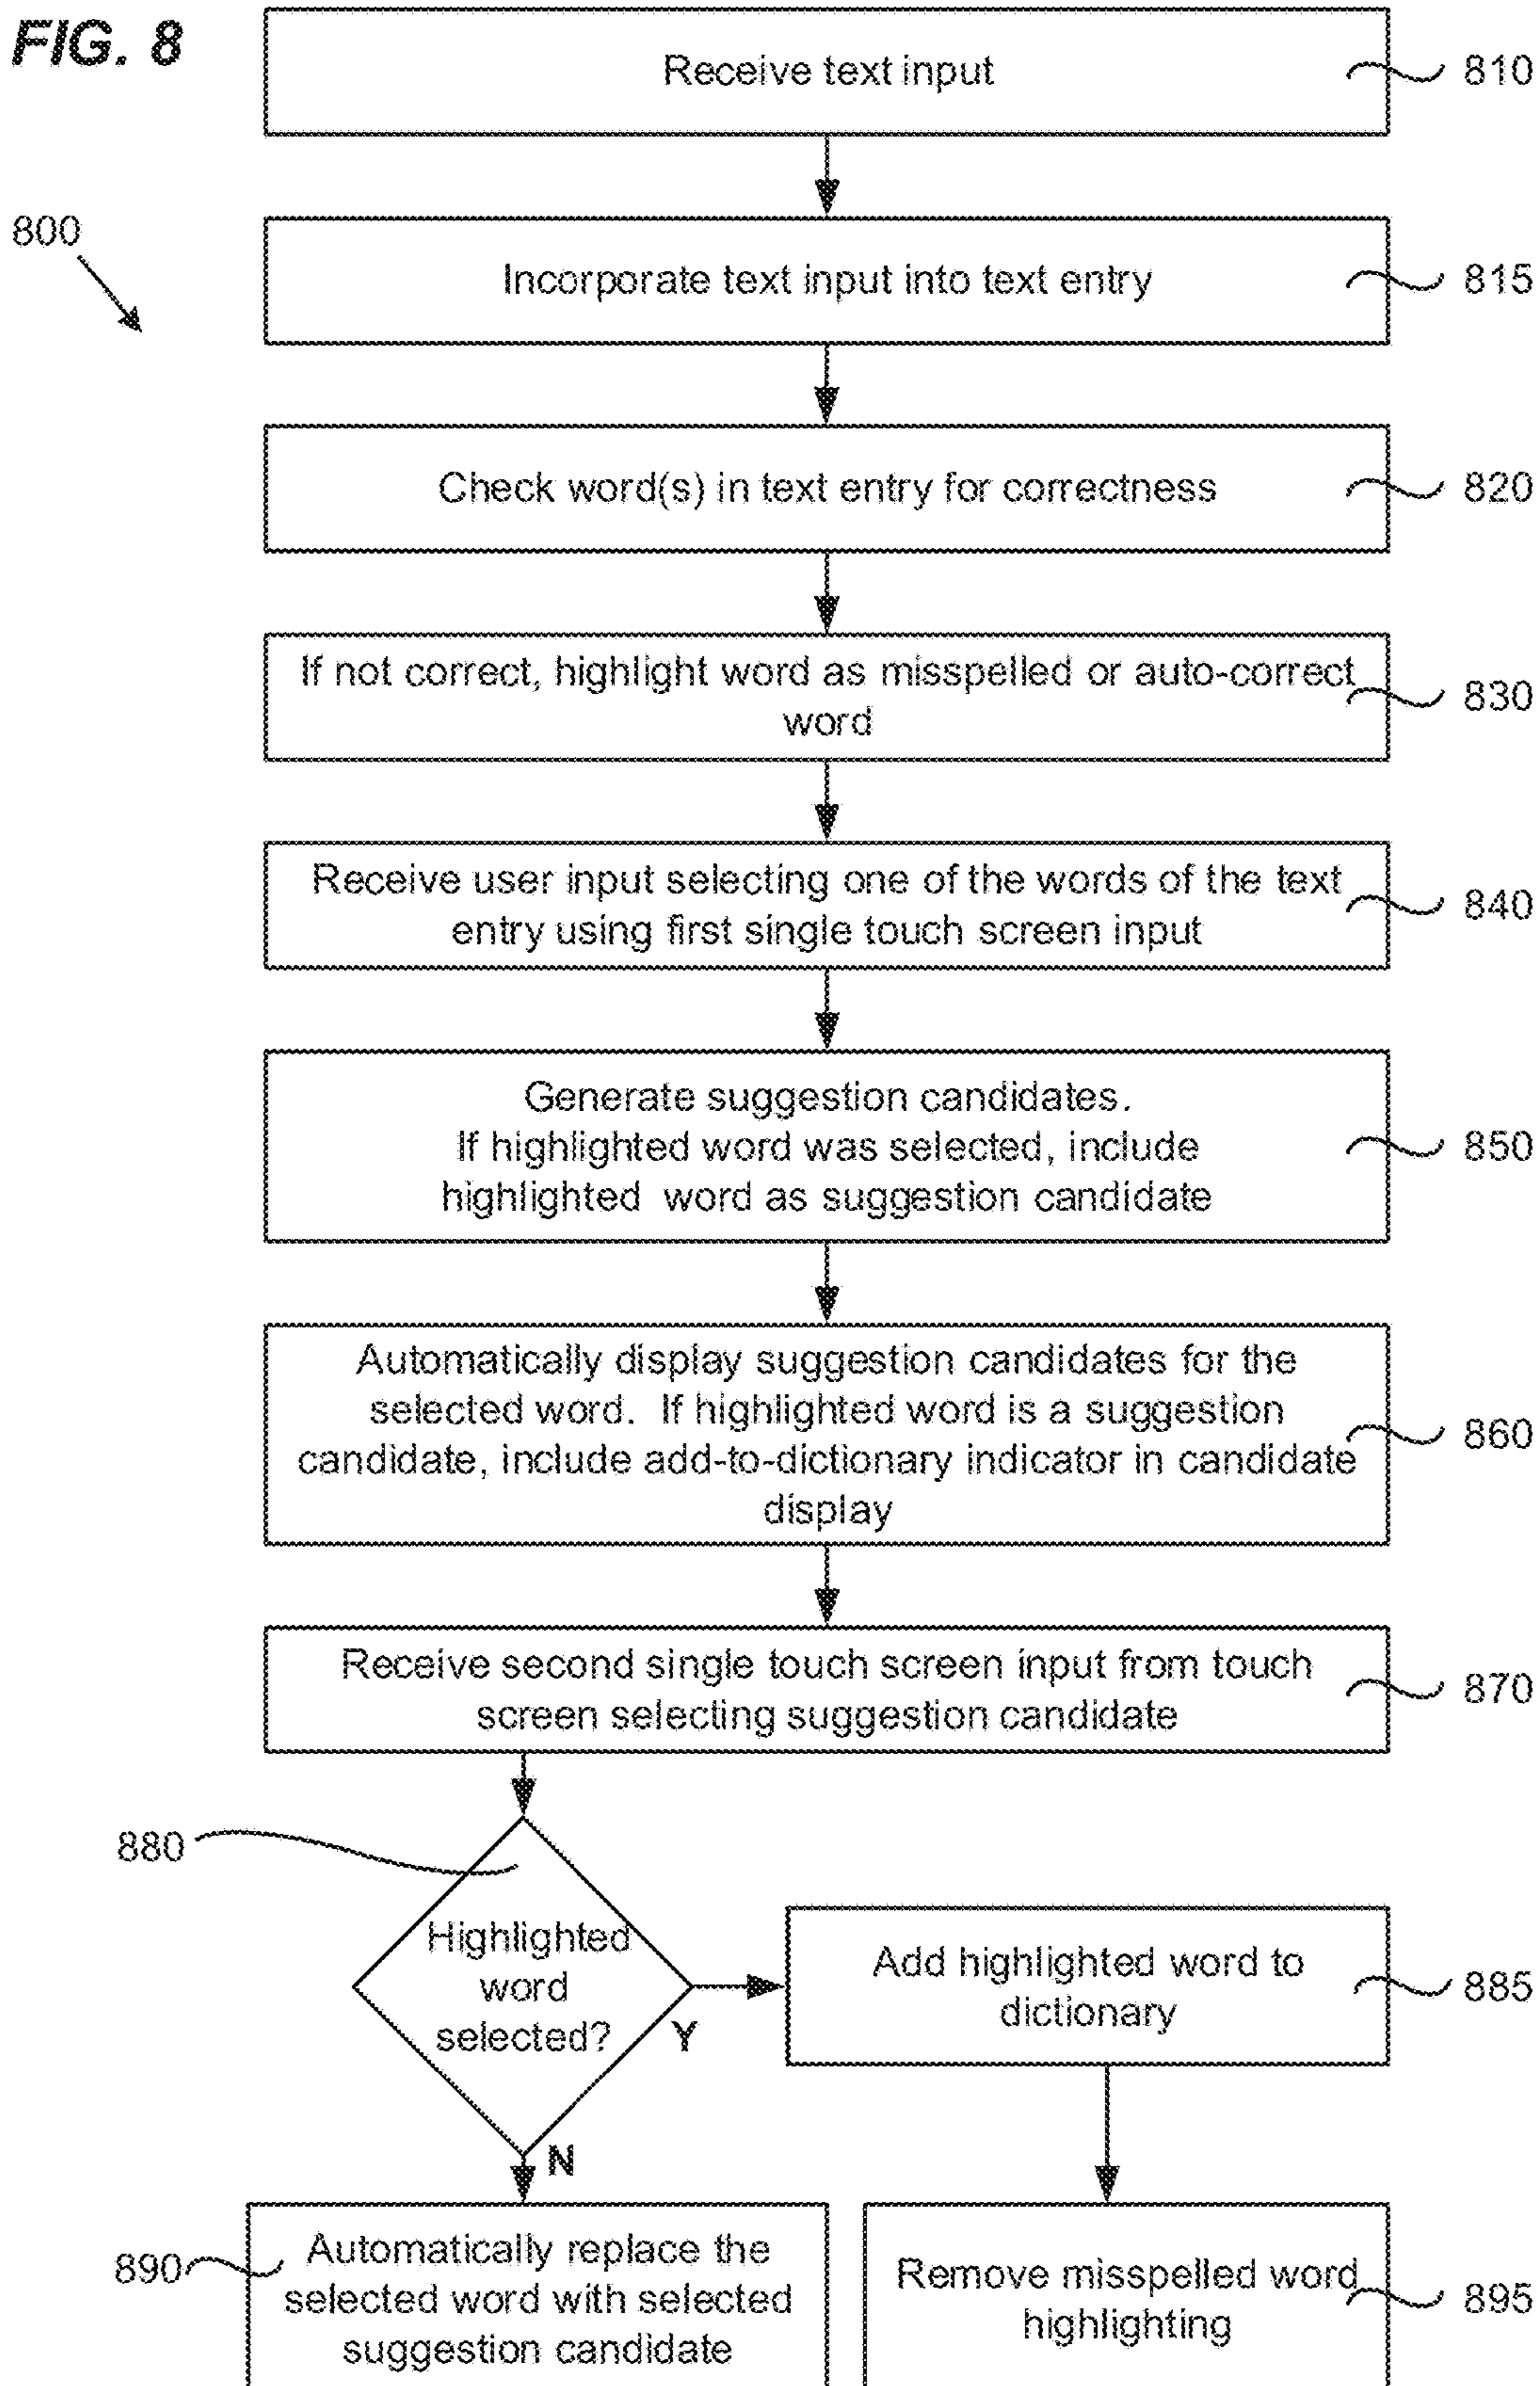 FIG. 8
Receive text input
810
800
Incorporate text input into text entry
815
Check word(s) in text entry for correctness
820
If not correct, highlight word as misspelled or auto-correct
word
830
Receive user input selecting one of the words of the text
entry using first single touch screen input
840
Generate suggestion candidates.
If highlighted word was selected, include
highlighted word as suggestion candidate
850
Automatically display suggestion candidates for the
selected word. If highlighted word is a suggestion
candidate, include add-to-dictionary indicator in candidate
display
860
Receive second single touch screen input from touch
screen selecting suggestion candidate
870
880
Highlighted
word
selected?
Y
N
Add highlighted word to
dictionary
885
890
Automatically replace the
selected word with selected
suggestion candidate
Remove misspelled word
highlighting
895